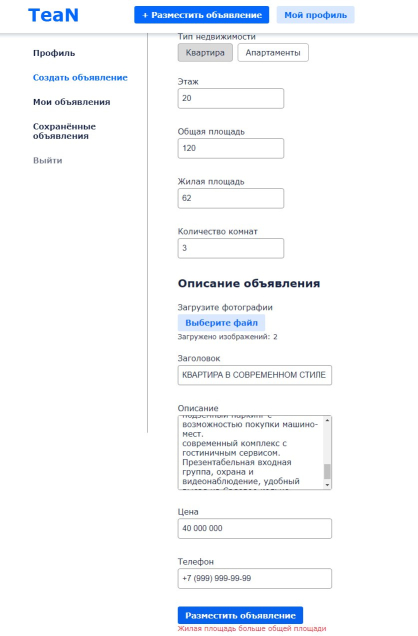 TeaN
+ Разместить объявление
Мой профиль
Профиль
Создать объявление
Мои объявления
Сохранённые
объявления
Выйти
Тип недвижимости
Квартира
Апартаменты
Этаж
20
Общая площадь
120
Жилая площадь
62
Количество комнат
3
Описание объявления
Загрузите фотографии
Выберите файл
Загружено изображений: 2
Заголовок
КВАРТИРА В СОВРЕМЕННОМ СТИЛЕ
Описание
подземный паркинг с
возможностью покупки машино-
мест.
современный комплекс с
гостиничным сервисом.
Презентабельная входная
группа, охрана и
видеонаблюдение, удобный
Цена
40 000 000
Телефон
+7 (999) 999-99-99
Разместить объявление
Жилая площадь больше общей площади